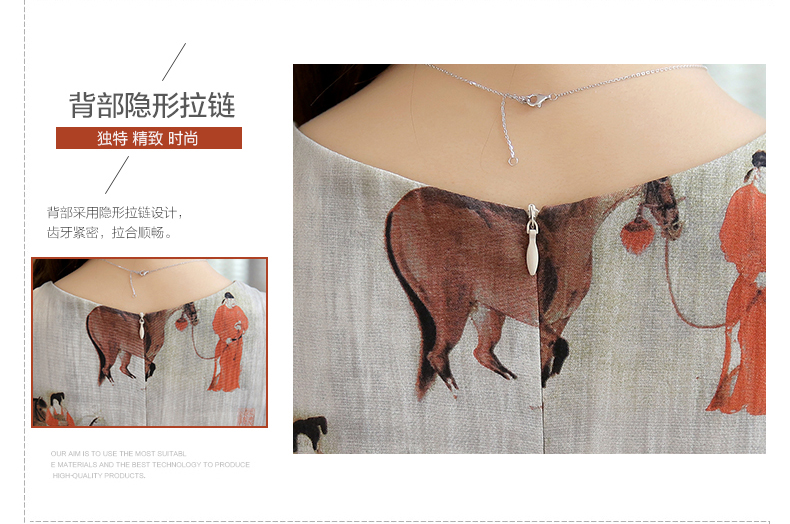 背部隐形拉链
独特 精致 时尚
背部采用隐形拉链设计，
齿牙紧密，拉合顺畅。
OUR AIM IS TO USE THE MOST SUITABL
E MATERIALS AND THE BEST TECHNOLOGY TO PRODUCE
HIGH-QUALITY PRODUCTS.